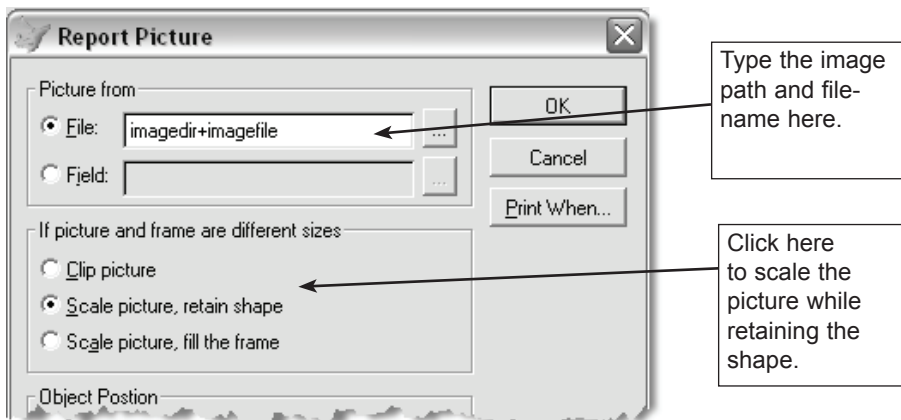 Report Picture
Picture from
File:
imagedir+imagefile
...
Field:
...
OK
Cancel
Print When...
If picture and frame are different sizes
Clip picture
Scale picture, retain shape
Scale picture, fill the frame
Object Postion
Type the image
path and file-
name here.
Click here
to scale the
picture while
retaining the
shape.